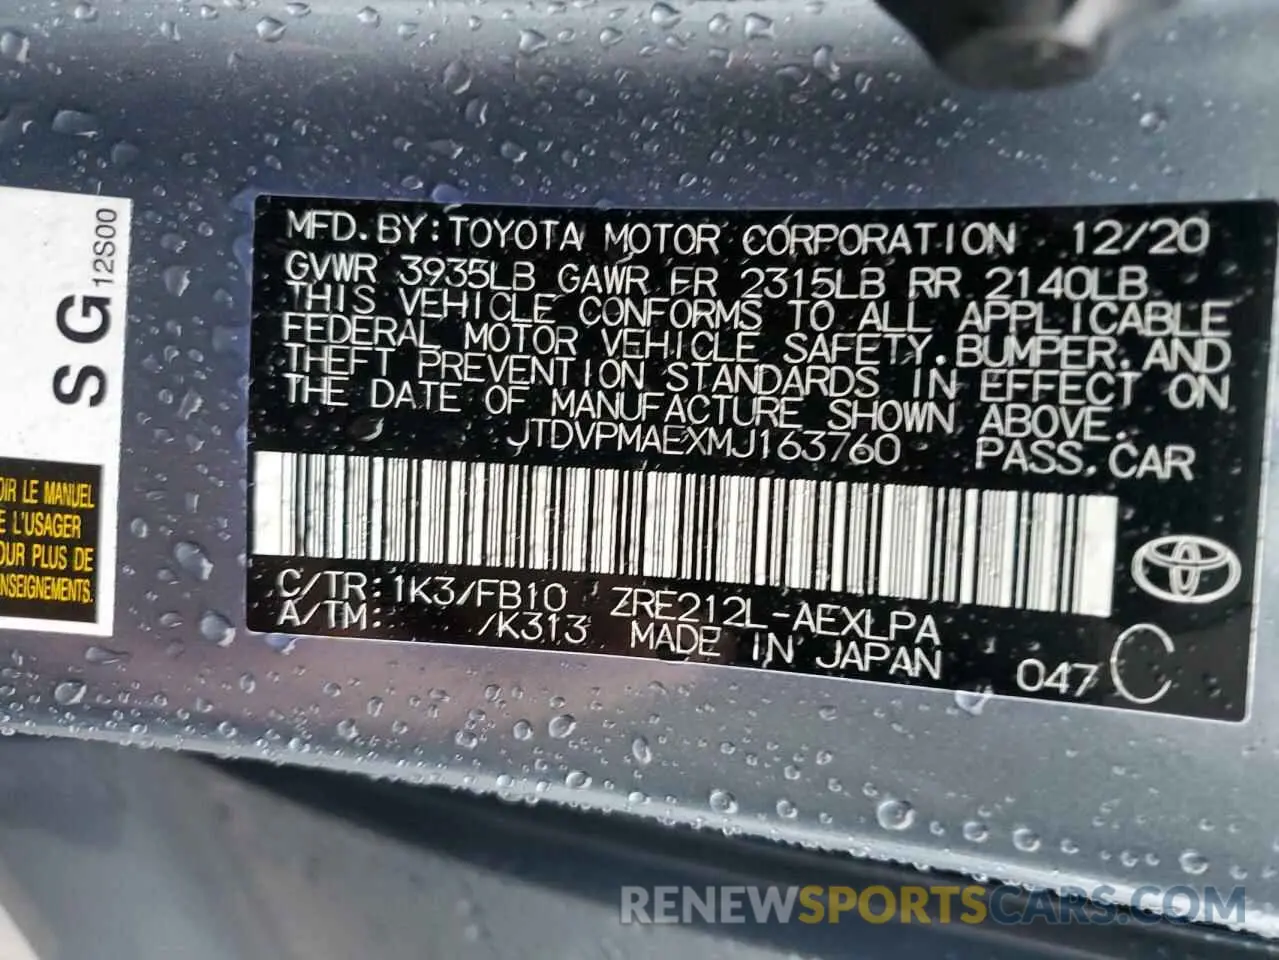 MFD. BY: TOYOTA MOTOR CORPORATION 12/20
GVWR 3935LB GAWR FR 2315LB RR 2140LB
THIS VEHICLE CONFORMS TO ALL APPLICABLE
FEDERAL MOTOR VEHICLE SAFETY, BUMPER, AND
THEFT PREVENTION STANDARDS IN EFFECT ON
THE DATE OF MANUFACTURE SHOWN ABOVE.
JTDVPMAEXMJ163760 PASS. CAR
C/TR: 1K3/FB10 ZRE212L-AEXLPA
A/TM: /K313 MADE IN JAPAN 047 C
SG
12S00
OIR LE MANUEL
E L'USAGER
OUR PLUS DE
NSEIGNEMENTS.
RENEWSPORTSCARS.COM